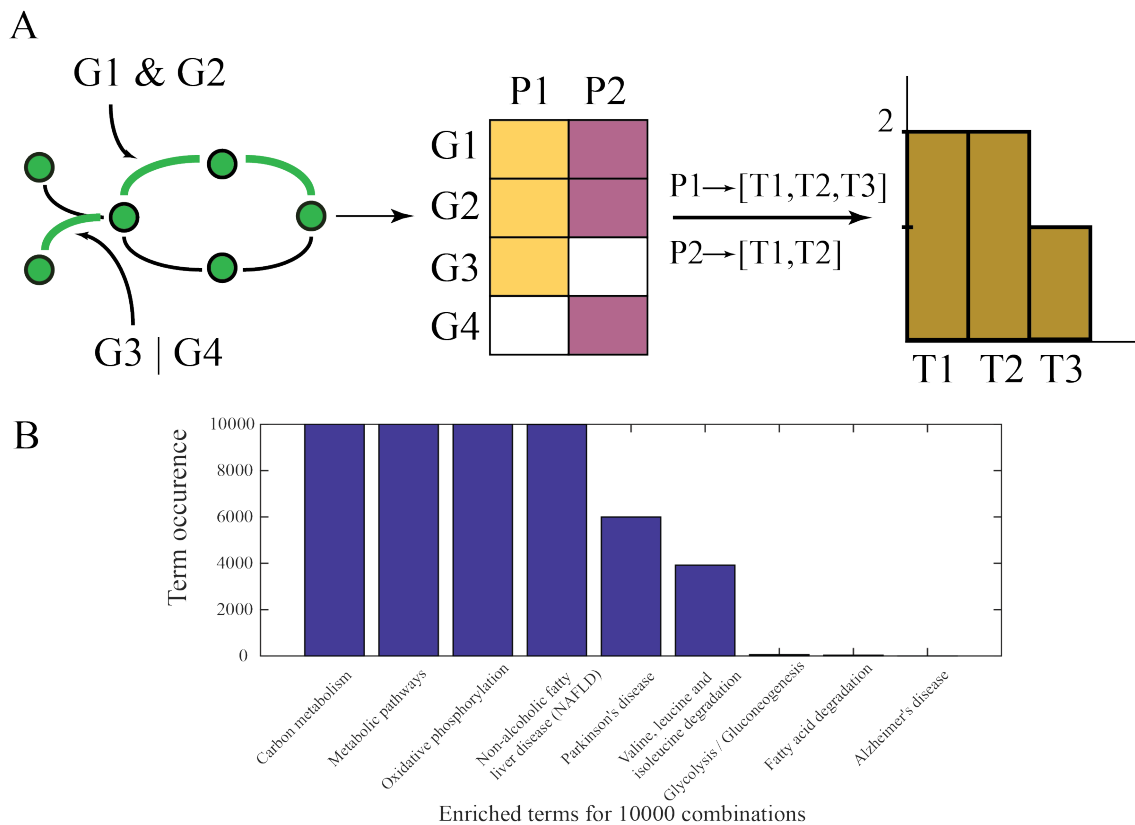 A
G1 & G2
G3 | G4
P1 P2
G1
G2
G3
G4
P1→[T1,T2,T3]
P2→[T1,T2]
2
T1 T2 T3
B
Term occurence
10000
8000
6000
4000
2000
0
Carbon metabolism
Metabolic pathways
Oxidative phosphorylation
Non-alcoholic fatty
liver disease (NAFLD)
Parkinson's disease
Valine, leucine and
isoleucine degradation
Glycolysis / Gluconeogenesis
Fatty acid degradation
Alzheimer's disease
Enriched terms for 10000 combinations